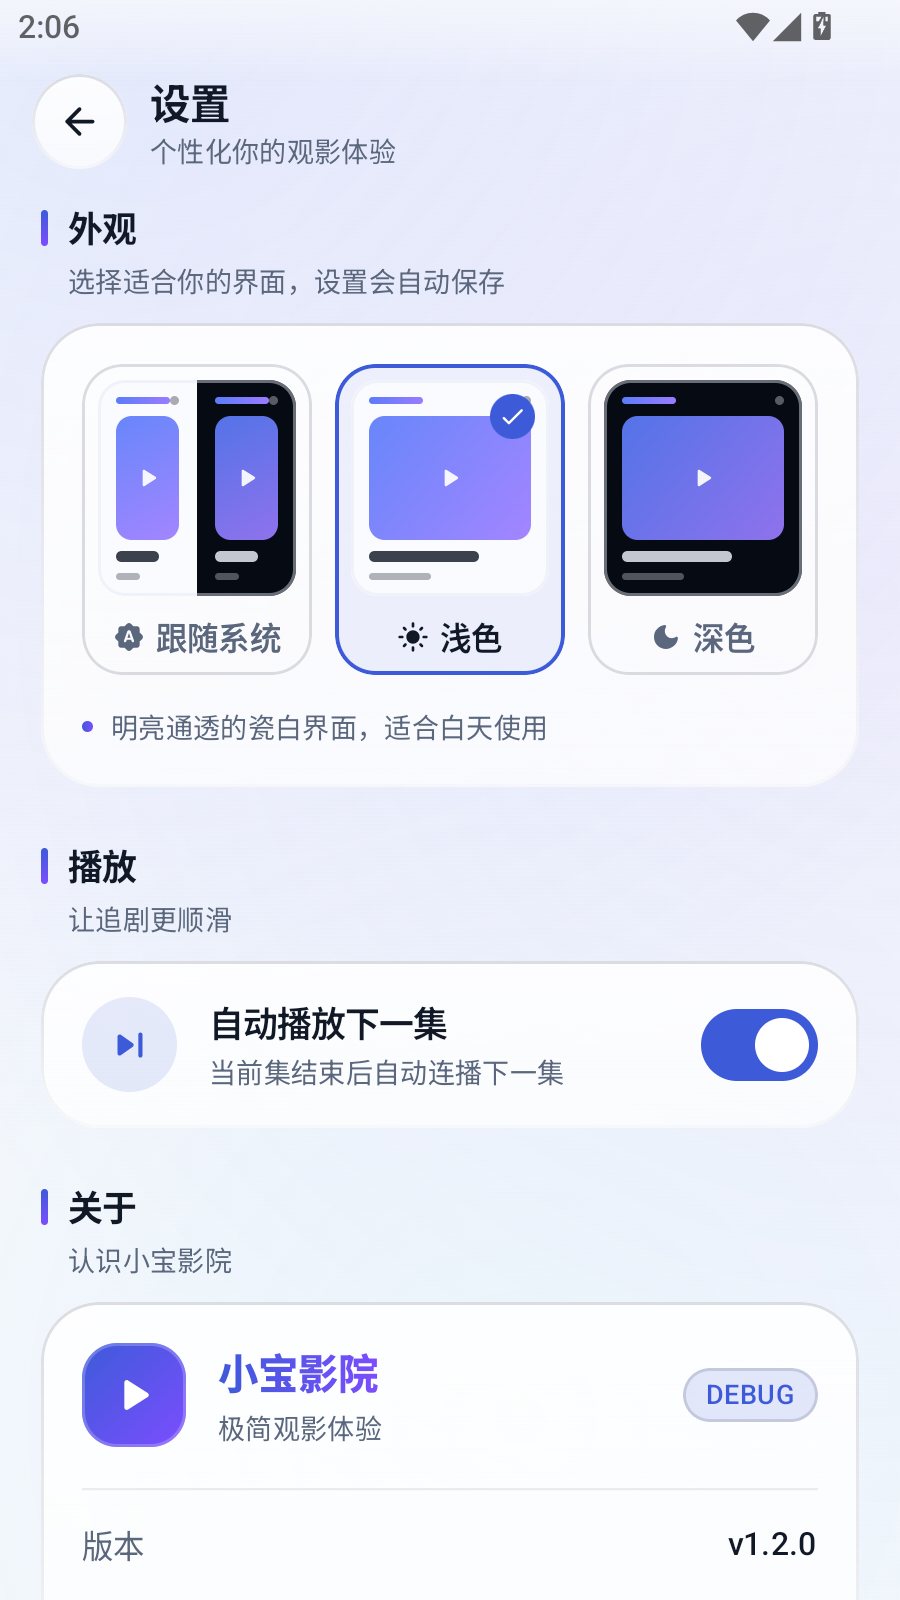 2:06
设置
个性化你的观影体验
外观
选择适合你的界面，设置会自动保存
A 跟随系统
浅色
深色
明亮通透的瓷白界面，适合白天使用
播放
让追剧更顺滑
自动播放下一集
当前集结束后自动连播下一集
关于
认识小宝影院
小宝影院
极简观影体验
DEBUG
版本
v1.2.0